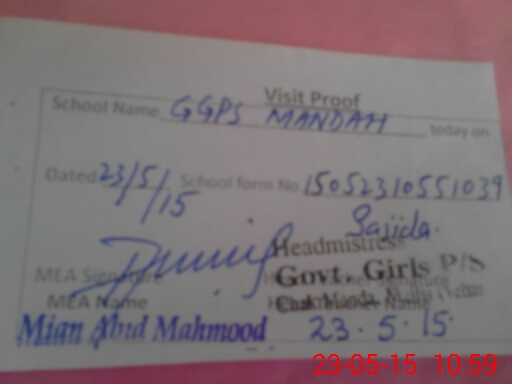 Visit Proof
School Name GGPS MANDAH today on
Dated 23/5/15 School form No 15052310551039
Sajida.
Headmistress
MEA Signature Govt. Girls P/S
MEA Name
Mian Abid Mahmood 23.5.15.
23-05-15 10:59